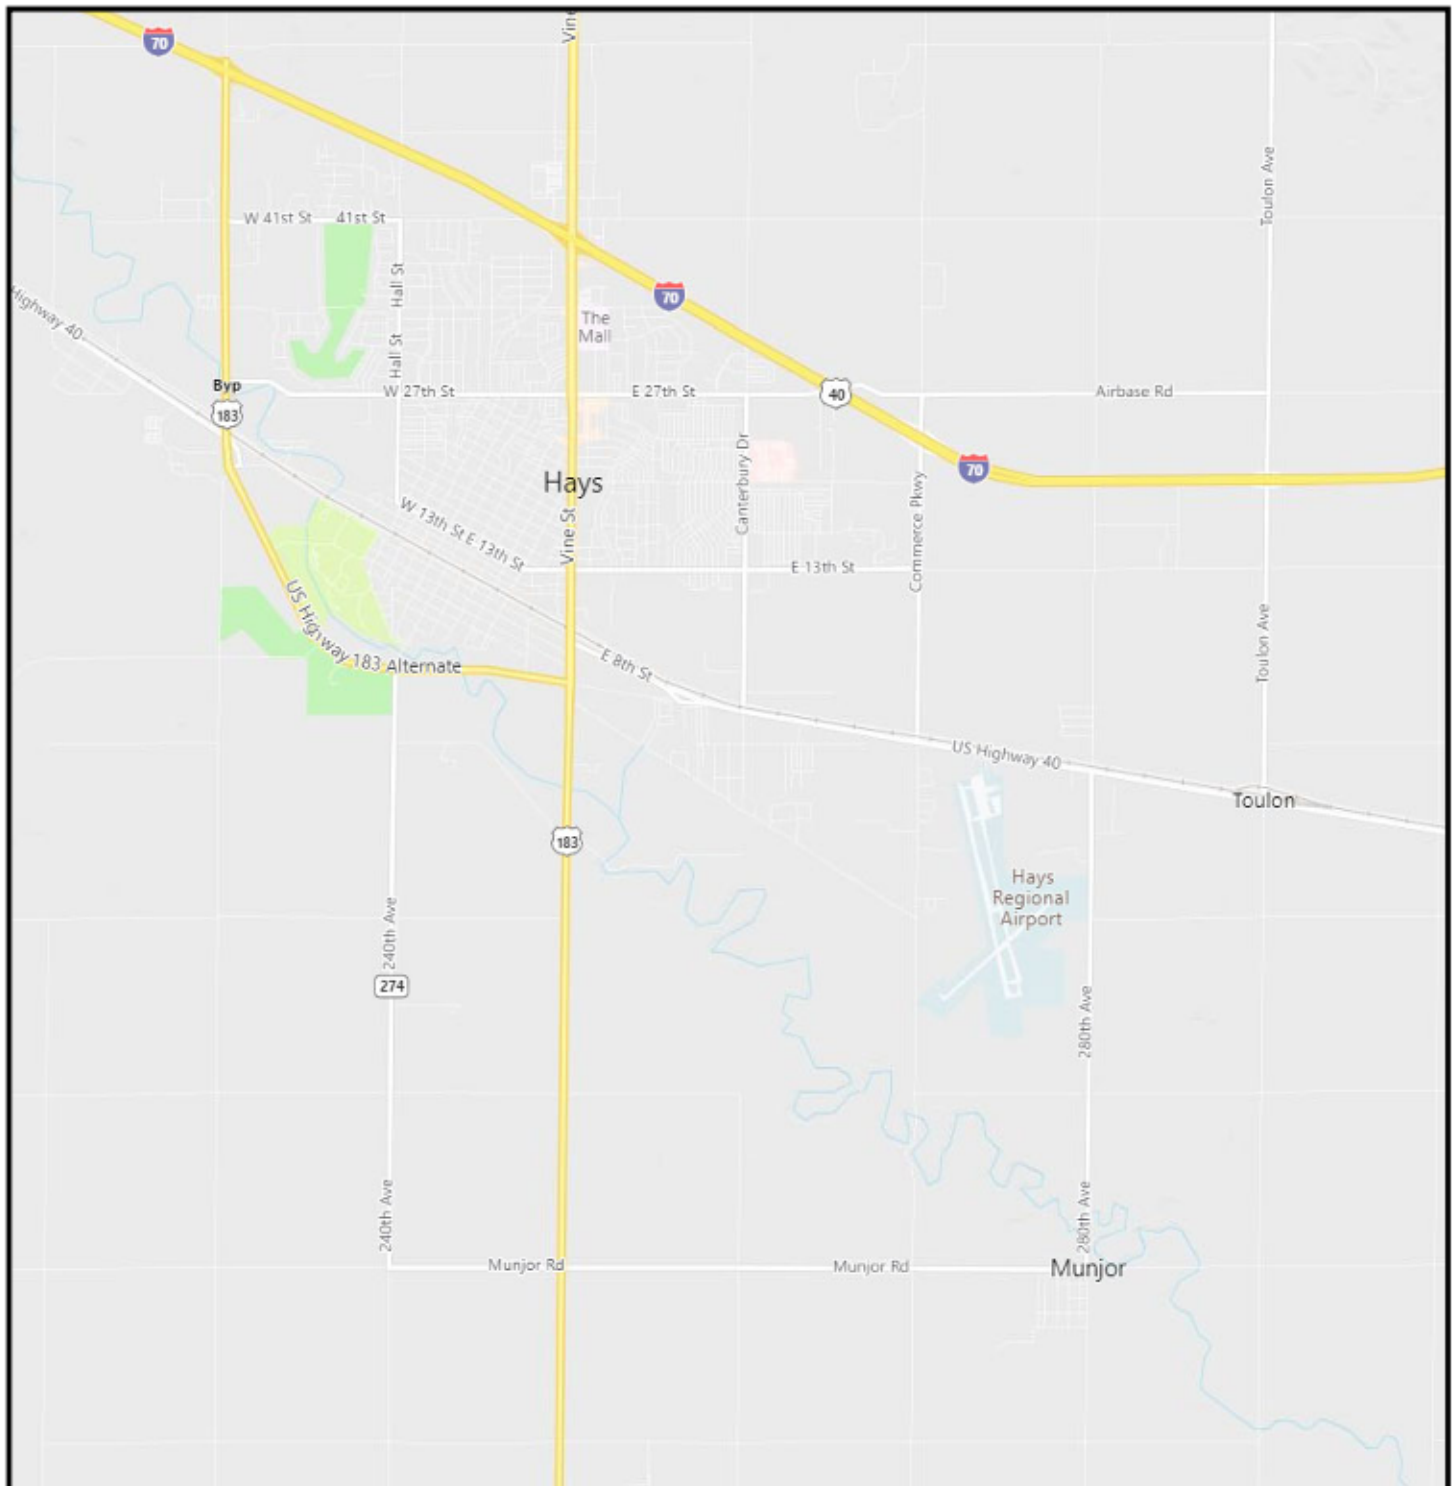 Vine
70
Toulon Ave
W 41st St
41st St
Hall St
70
Highway 40
The
Mall
Hall St
Byp
183
W 27th St
E 27th St
40
Airbase Rd
70
Hays
Canterbury Dr
Commerce Pkwy
W 13th St
E 13th St
Vine St
E 13th St
US Highway 183 Alternate
E 8th St
Toulon Ave
US Highway 40
Toulon
183
Hays
Regional
Airport
240th Ave
274
280th Ave
240th Ave
280th Ave
Munjor Rd
Munjor Rd
Munjor